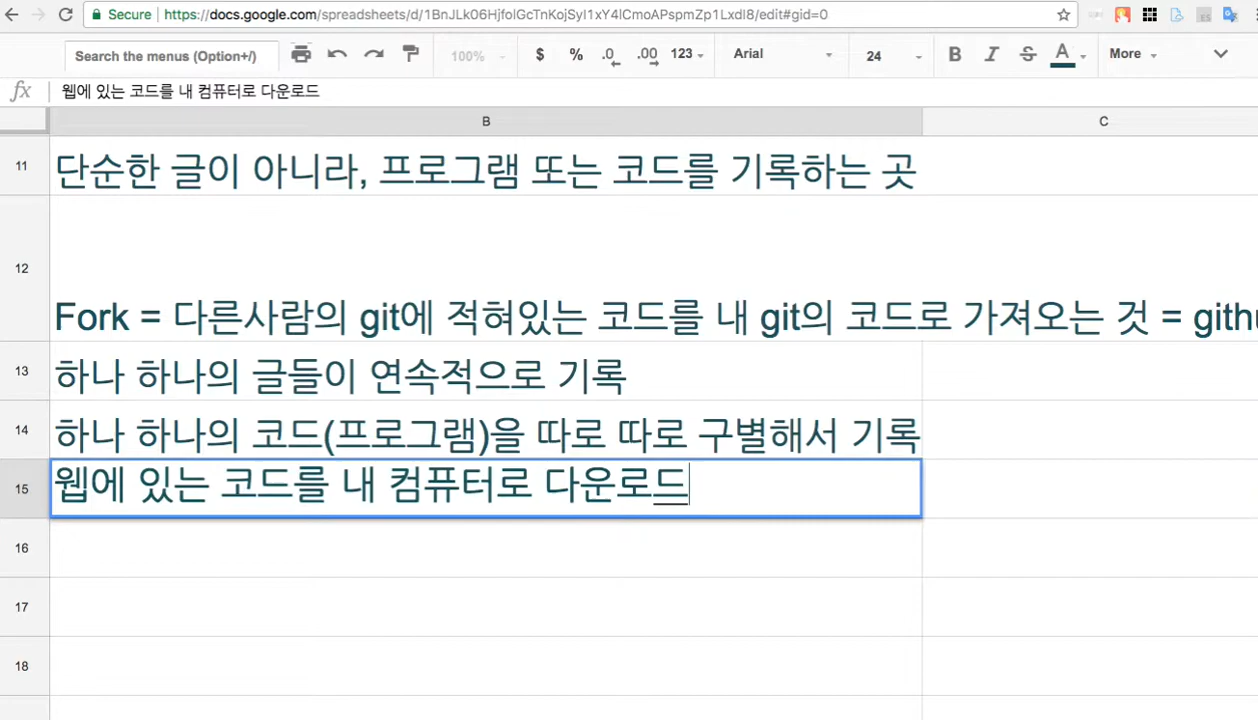 Secure https://docs.google.com/spreadsheets/d/1BnJLk06HjfolGcTnKojSyI1xY4lCmoAPspmZp1LxdI8/edit#gid=0
Search the menus (Option+/) 100% $ % .0 .00 123 Arial 24 B I S A More
fx 웹에 있는 코드를 내 컴퓨터로 다운로드
B C
11 단순한 글이 아니라, 프로그램 또는 코드를 기록하는 곳
12 Fork = 다른사람의 git에 적혀있는 코드를 내 git의 코드로 가져오는 것 = githu
13 하나 하나의 글들이 연속적으로 기록
14 하나 하나의 코드(프로그램)을 따로 따로 구별해서 기록
15 웹에 있는 코드를 내 컴퓨터로 다운로드
16
17
18